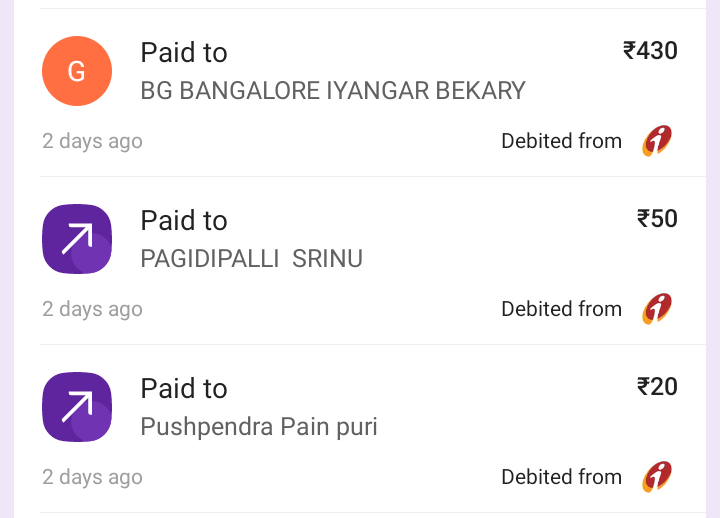 Paid to
₹430
G
BG BANGALORE IYANGAR BEKARY
2 days ago
Debited from
Paid to
₹50
PAGIDIPALLI  SRINU
2 days ago
Debited from
Paid to
₹20
Pushpendra Pain puri
2 days ago
Debited from